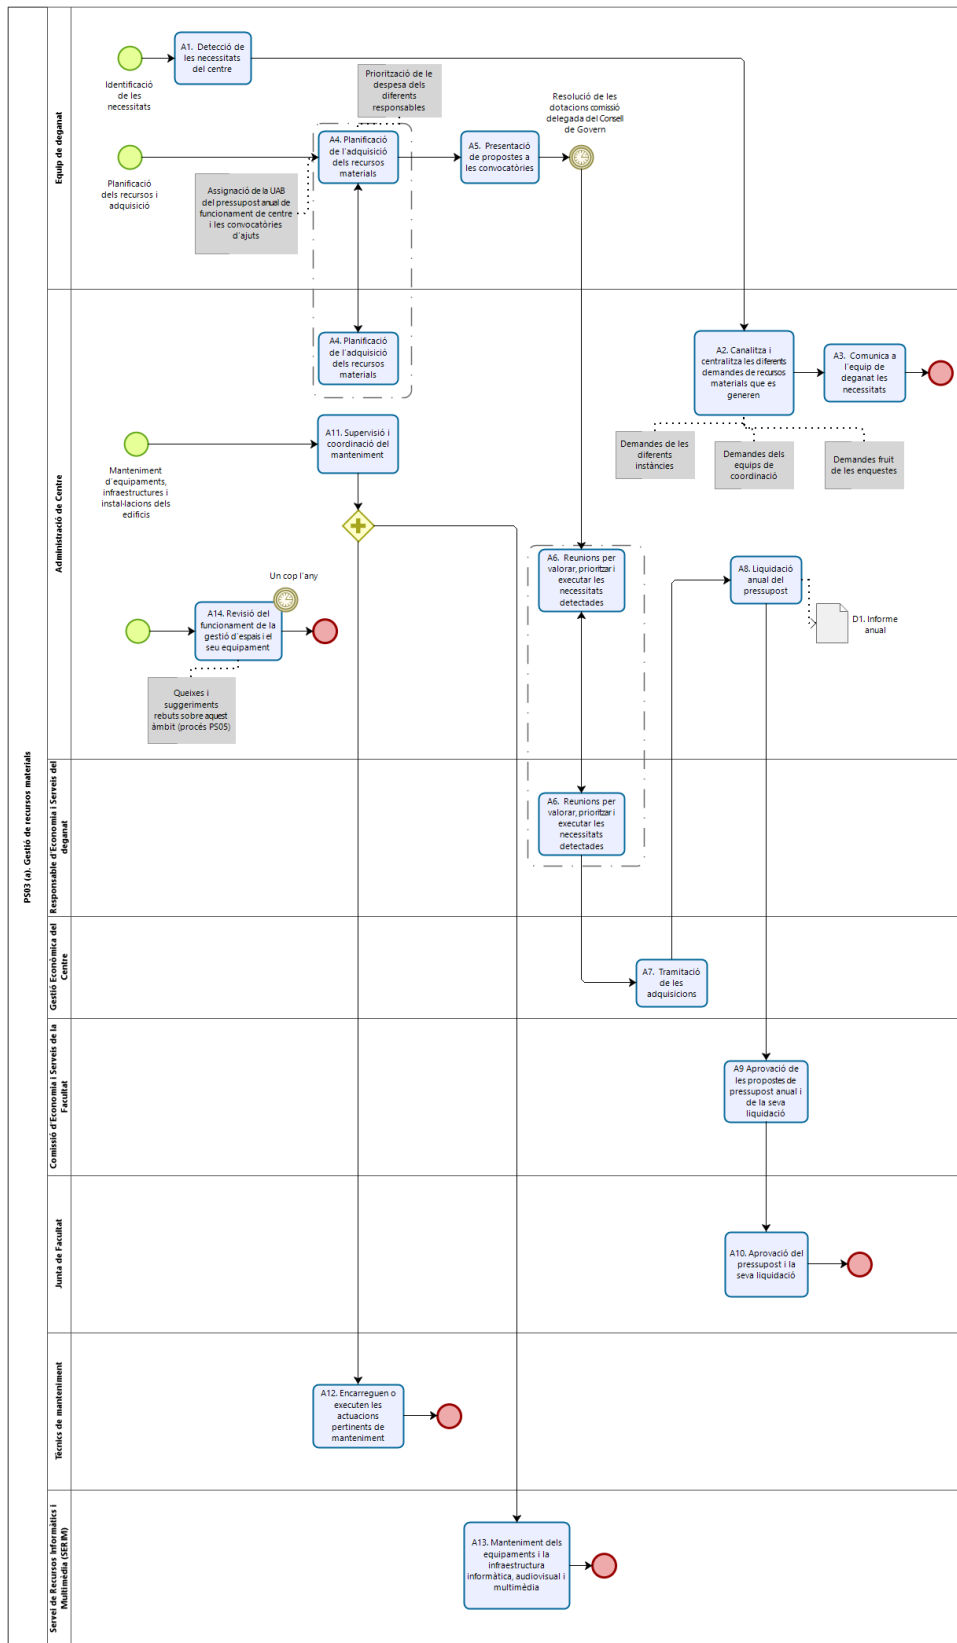 PS03 (a). Gestió de recursos materials
Equip de deganat
Identificació
de les
necessitats
A1. Detecció de
les necessitats
del centre
Priorització de le
despesa dels
diferents
responsables
Resolució de les
dotacions comissió
delegada del Consell
de Govern
Planificació
dels recursos i
adquisició
A4. Planificació
de l'adquisició
dels recursos
materials
A5. Presentació
de propostes a
les convocatòries
Assignació de la UAB
del pressupost anual de
funcionament de centre
i les convocatòries
d'ajuts
Administració de Centre
A4. Planificació
de l'adquisició
dels recursos
materials
A2. Canalitza i
centralitza les diferents
demandes de recursos
materials que es
generen
A3. Comunica a
l'equip de
deganat les
necessitats
Demandes de les
diferents
instàncies
Demandes dels
equips de
coordinació
Demandes fruit
de les enquestes
Manteniment
d'equipaments,
infraestructures i
instal·lacions dels
edificis
A11. Supervisió i
coordinació del
manteniment
Un cop l'any
A14. Revisió del
funcionament de la
gestió d'espais i el
seu equipament
Queixes i
suggeriments
rebuts sobre aquest
àmbit (procés PS05)
A6. Reunions per
valorar, prioritzar i
executar les
necessitats
detectades
A8. Liquidació
anual del
pressupost
D1. Informe
anual
Responsable d'Economia i Serveis del
deganat
A6. Reunions per
valorar, prioritzar i
executar les
necessitats
detectades
Gestió Econòmica del
Centre
A7. Tramitació
de les
adquisicions
Comissió d'Economia i Serveis de la
Facultat
A9 Aprovació de
les propostes de
pressupost anual i
de la seva
liquidació
Junta de Facultat
A10. Aprovació del
pressupost i la
seva liquidació
Tècnics de manteniment
A12. Encarreguen o
executen les
actuacions
pertinents de
manteniment
Servei de Recursos Informàtics i
Multimèdia (SERIM)
A13. Manteniment dels
equipaments i la
infraestructura
informàtica, audiovisual i
multimèdia